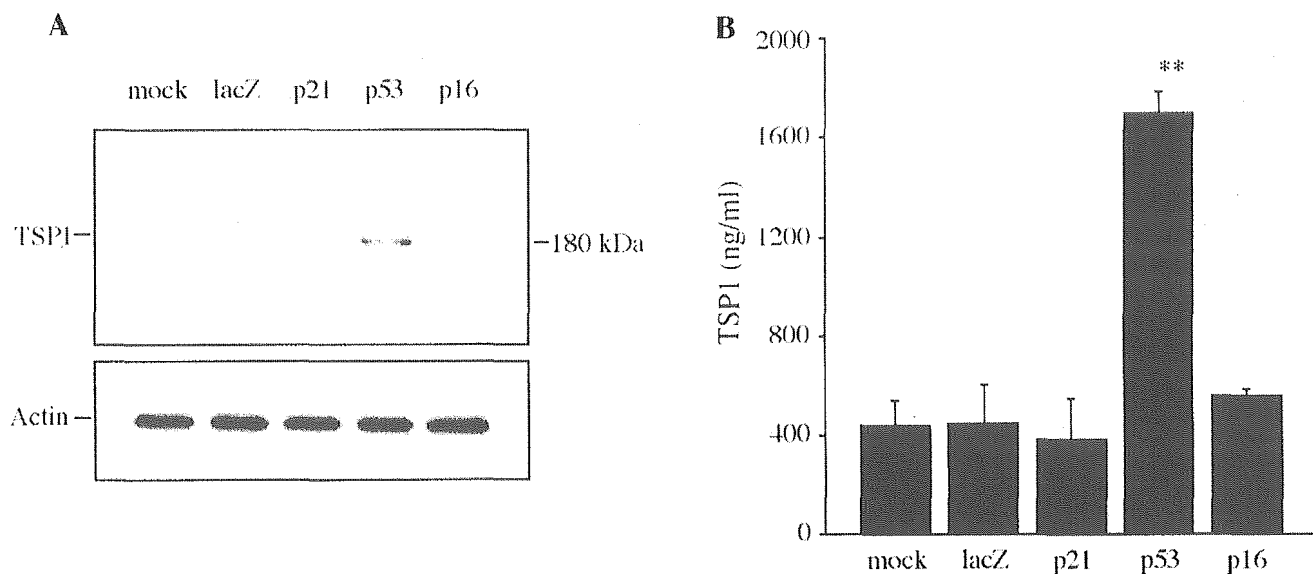 A
mock lacZ p21 p53 p16
TSP1
180 kDa
Actin
B
2000
**
1600
1200
800
400
0
TSP1 (ng/ml)
mock lacZ p21 p53 p16